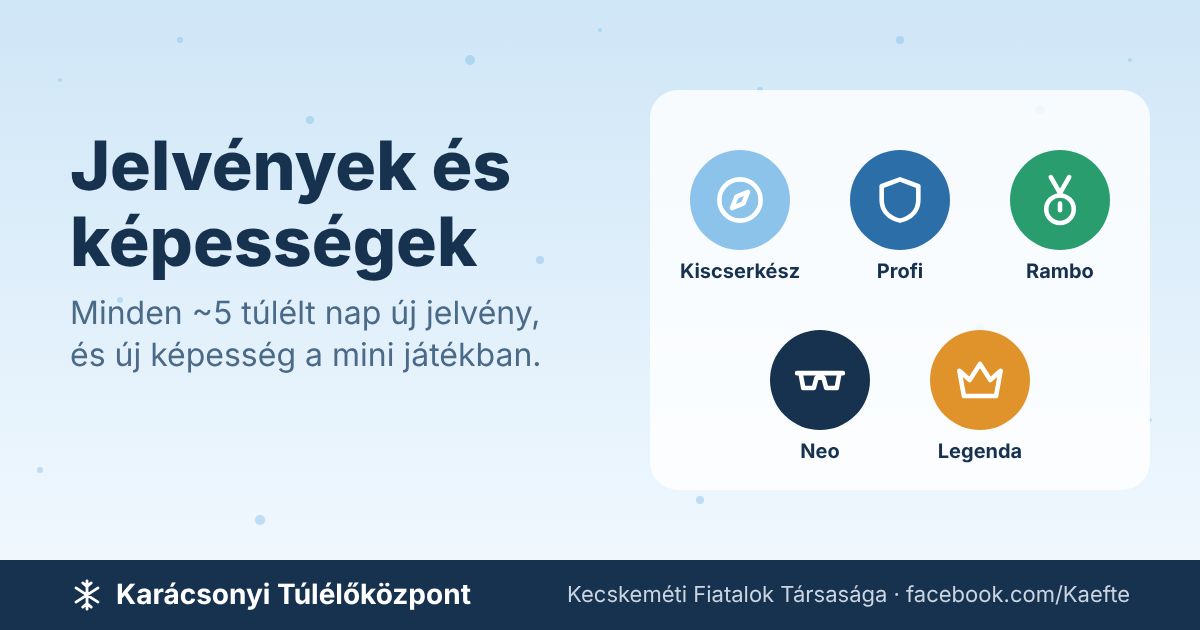 Jelvények és
képességek
Minden ~5 túlélt nap új jelvény,
és új képesség a mini játékban.
Kiscserkész
Profi
Rambo
Neo
Legenda
Karácsonyi Túlélőközpont
Kecskeméti Fiatalok Társasága · facebook.com/Kaefte